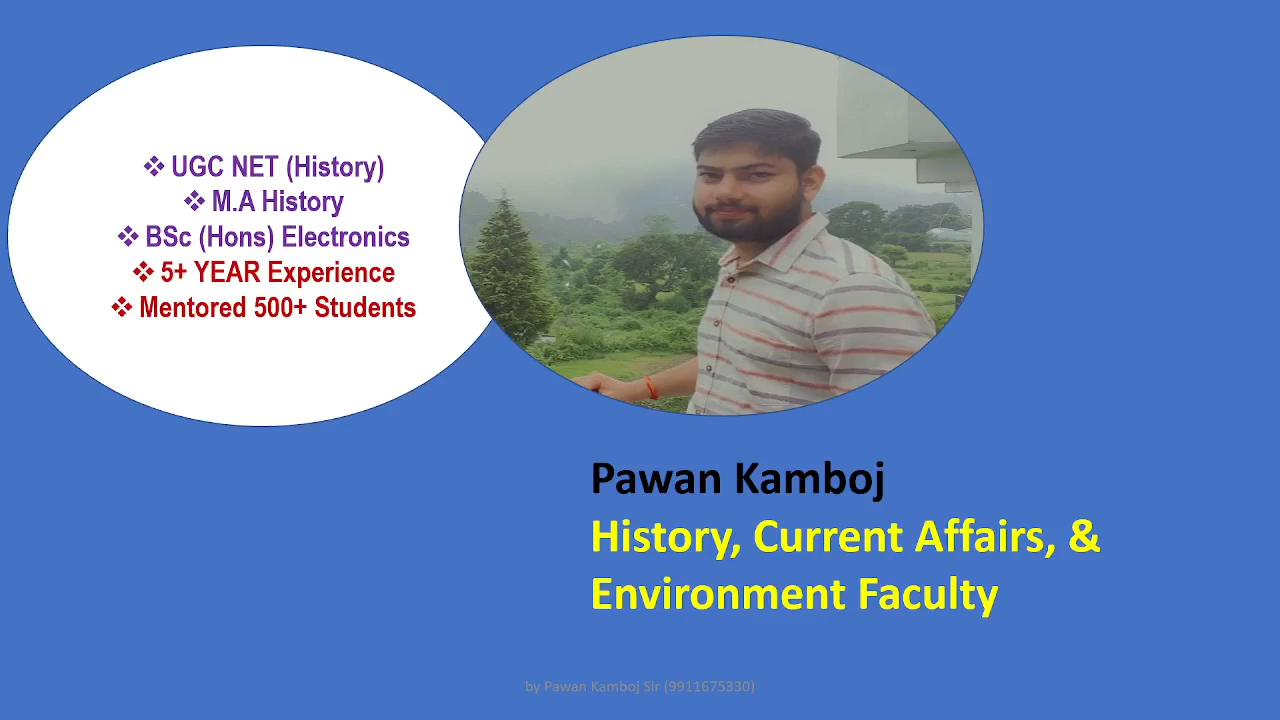 ❖ UGC NET (History)
❖ M.A History
❖ BSc (Hons) Electronics
❖ 5+ YEAR Experience
❖ Mentored 500+ Students
Pawan Kamboj
History, Current Affairs, &
Environment Faculty
by Pawan Kamboj Sir (9911675330)